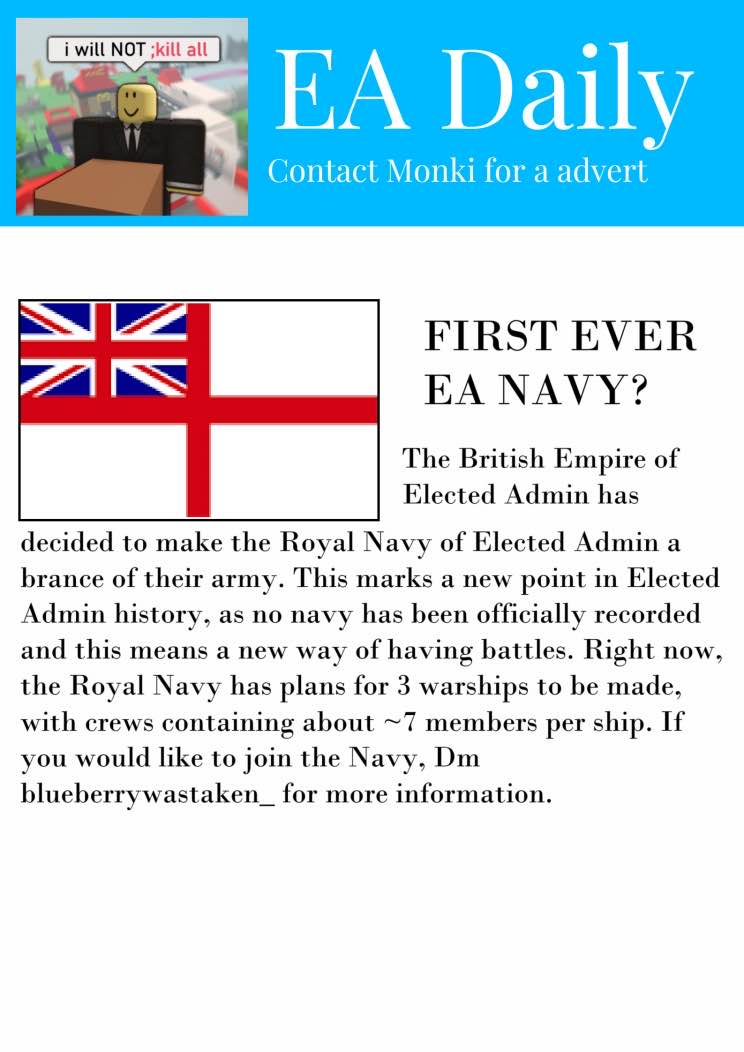 i will NOT ;kill all
EA Daily
Contact Monki for a advert
FIRST EVER
EA NAVY?
The British Empire of
Elected Admin has
decided to make the Royal Navy of Elected Admin a
brance of their army. This marks a new point in Elected
Admin history, as no navy has been officially recorded
and this means a new way of having battles. Right now,
the Royal Navy has plans for 3 warships to be made,
with crews containing about ~7 members per ship. If
you would like to join the Navy, Dm
blueberrywastaken_ for more information.